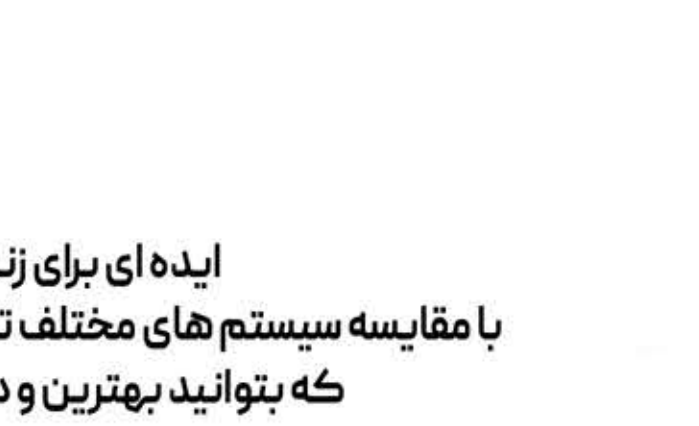 ایده ای برای
با مقایسه سیستم های مختلف
که بتوانید بهترین و